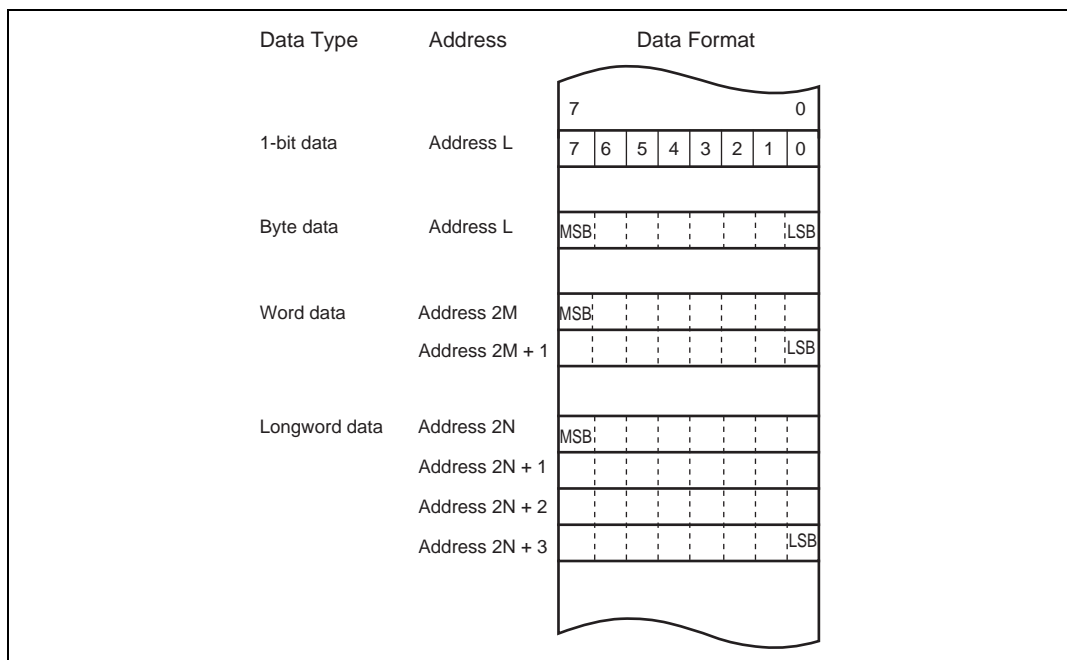 Data Type Address Data Format
7 0
1-bit data Address L 7 6 5 4 3 2 1 0
Byte data Address L MSB LSB
Word data Address 2M MSB
Address 2M + 1 LSB
Longword data Address 2N MSB
Address 2N + 1
Address 2N + 2
Address 2N + 3 LSB